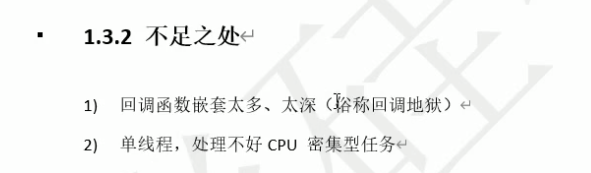 ▪ 1.3.2 不足之处↵
1) 回调函数嵌套太多、太深（俗称回调地狱）↵
2) 单线程，处理不好 CPU 密集型任务↵